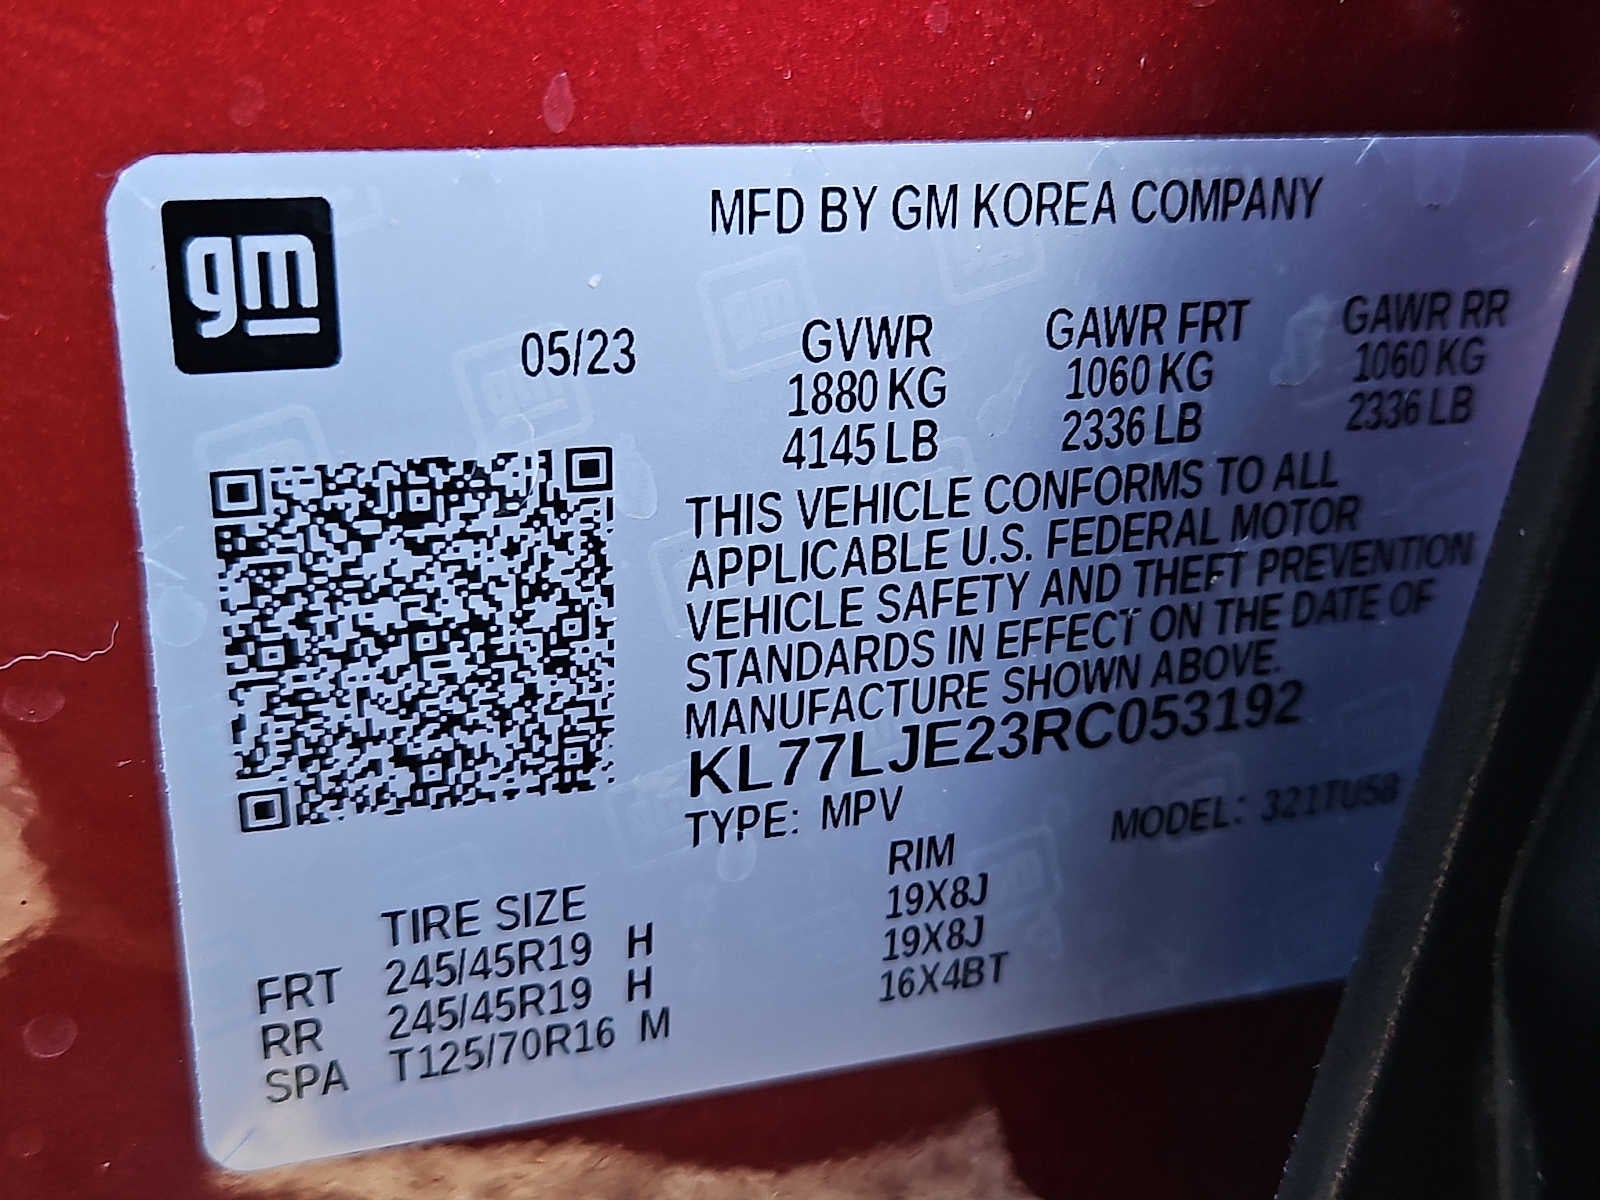 gm
MFD BY GM KOREA COMPANY
05/23
GVWR GAWR FRT GAWR RR
1880 KG 1060 KG 1060 KG
4145 LB 2336 LB 2336 LB
THIS VEHICLE CONFORMS TO ALL
APPLICABLE U.S. FEDERAL MOTOR
VEHICLE SAFETY AND THEFT PREVENTION
STANDARDS IN EFFECT ON THE DATE OF
MANUFACTURE SHOWN ABOVE.
KL77LJE23RC053192
TYPE: MPV MODEL: 321TU58
TIRE SIZE RIM
FRT 245/45R19 H 19X8J
RR 245/45R19 H 19X8J
SPA T125/70R16 M 16X4BT